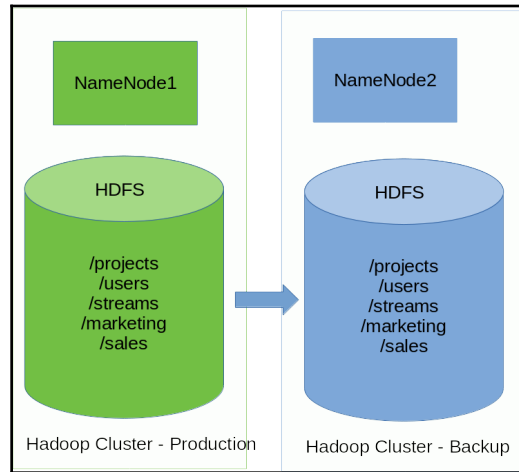 NameNode1
HDFS
/projects
/users
/streams
/marketing
/sales
Hadoop Cluster - Production
NameNode2
HDFS
/projects
/users
/streams
/marketing
/sales
Hadoop Cluster - Backup